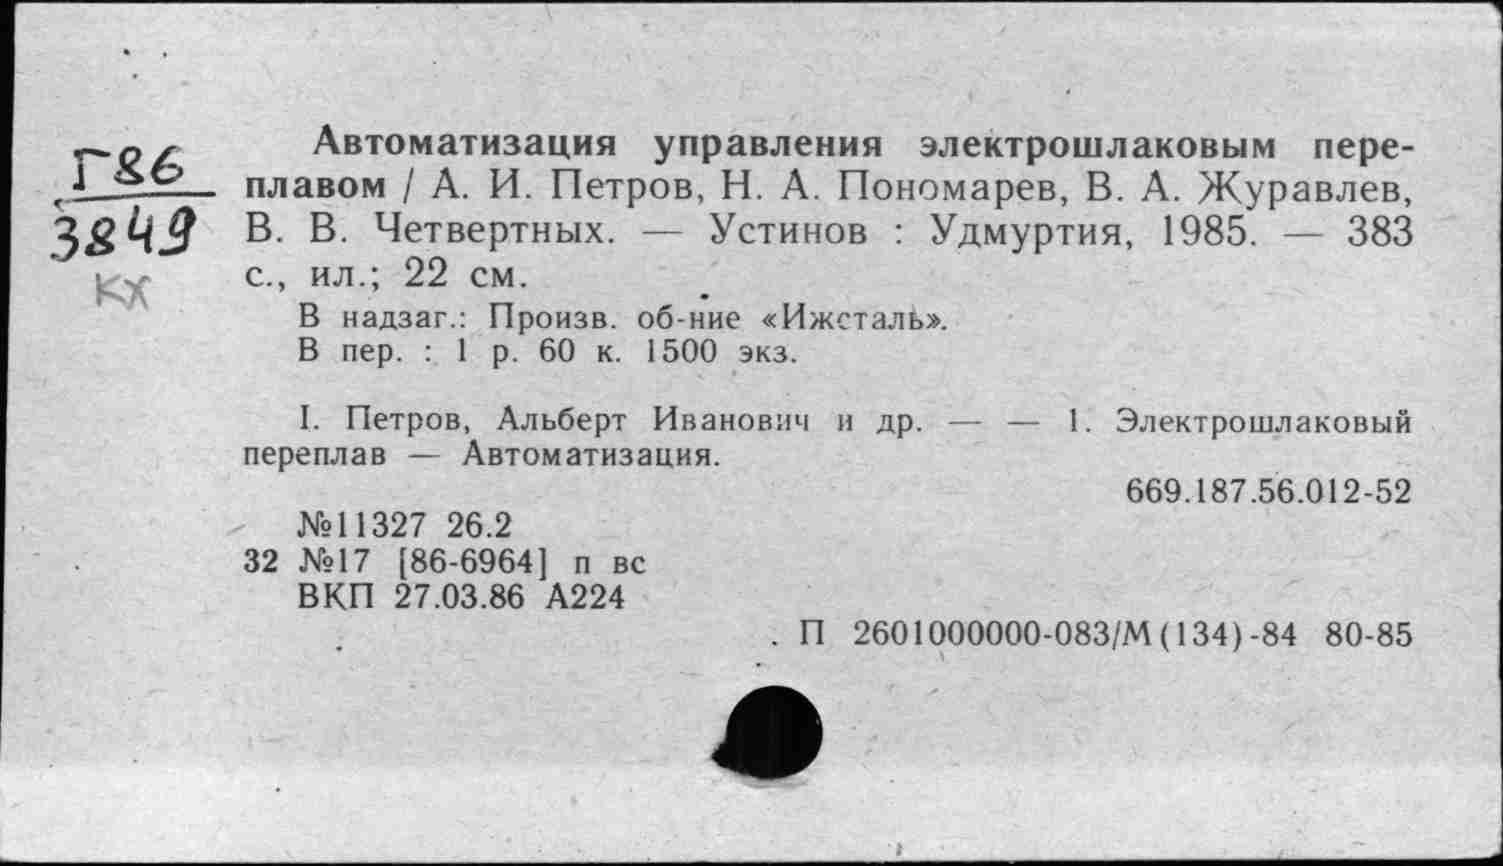 Г86
3849
кх
Автоматизация управления электрошлаковым пере-
плавом / А. И. Петров, Н. А. Пономарев, В. А. Журавлев,
В. В. Четвертных. — Устинов : Удмуртия, 1985. — 383
с., ил.; 22 см.
В надзаг.: Произв. об-ние «Ижсталь».
В пер. : 1 р. 60 к. 1500 экз.
I. Петров, Альберт Иванович и др. — — 1. Электрошлаковый
переплав — Автоматизация.
669.187.56.012-52
№11327 26.2
32 №17 [86-6964] п вс
ВКП 27.03.86 А224
П 2601000000-083/М(134)-84 80-85